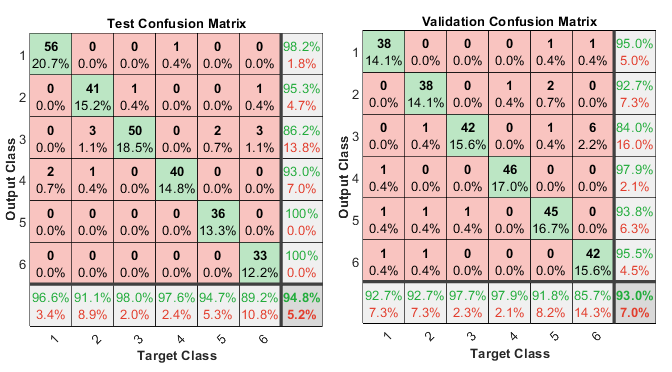 Test Confusion Matrix
1 56 0 0 1 0 0 98.2%
20.7% 0.0% 0.0% 0.4% 0.0% 0.0% 1.8%
2 0 41 1 0 0 1 95.3%
0.0% 15.2% 0.4% 0.0% 0.0% 0.4% 4.7%
3 0 3 50 0 2 3 86.2%
0.0% 1.1% 18.5% 0.0% 0.7% 1.1% 13.8%
4 2 1 0 40 0 0 93.0%
0.7% 0.4% 0.0% 14.8% 0.0% 0.0% 7.0%
5 0 0 0 0 36 0 100%
0.0% 0.0% 0.0% 0.0% 13.3% 0.0% 0.0%
6 0 0 0 0 0 33 100%
0.0% 0.0% 0.0% 0.0% 0.0% 12.2% 0.0%
96.6% 91.1% 98.0% 97.6% 94.7% 89.2% 94.8%
3.4% 8.9% 2.0% 2.4% 5.3% 10.8% 5.2%
1 2 3 4 5 6
Target Class
Output Class
Validation Confusion Matrix
1 38 0 0 0 1 1 95.0%
14.1% 0.0% 0.0% 0.0% 0.4% 0.4% 5.0%
2 0 38 0 1 2 0 92.7%
0.0% 14.1% 0.0% 0.4% 0.7% 0.0% 7.3%
3 0 1 42 0 1 6 84.0%
0.0% 0.4% 15.6% 0.0% 0.4% 2.2% 16.0%
4 1 0 0 46 0 0 97.9%
0.4% 0.0% 0.0% 17.0% 0.0% 0.0% 2.1%
5 1 1 1 0 45 0 93.8%
0.4% 0.4% 0.4% 0.0% 16.7% 0.0% 6.3%
6 1 1 0 0 0 42 95.5%
0.4% 0.4% 0.0% 0.0% 0.0% 15.6% 4.5%
92.7% 92.7% 97.7% 97.9% 91.8% 85.7% 93.0%
7.3% 7.3% 2.3% 2.1% 8.2% 14.3% 7.0%
1 2 3 4 5 6
Target Class
Output Class